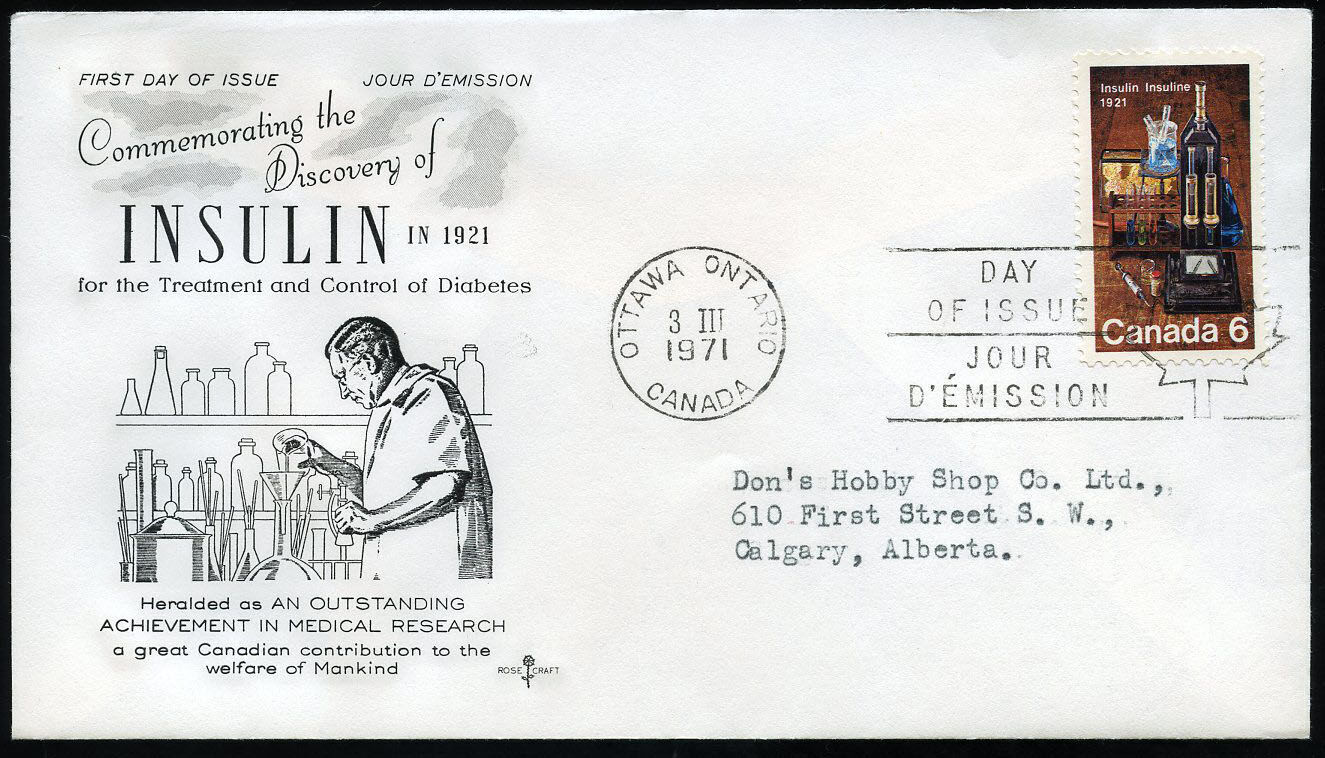 FIRST DAY OF ISSUE JOUR D'EMISSION
Commemorating the
Discovery of
INSULIN IN 1921
for the Treatment and Control of Diabetes
Heralded as AN OUTSTANDING
ACHIEVEMENT IN MEDICAL RESEARCH
a great Canadian contribution to the
welfare of Mankind
ROSE CRAFT
OTTAWA ONTARIO
3 III
1971
CANADA
DAY
OF ISSUE
JOUR
D'ÉMISSION
Insulin Insuline
1921
Canada 6
Don's Hobby Shop Co. Ltd.,
610 First Street S. W.,
Calgary, Alberta.